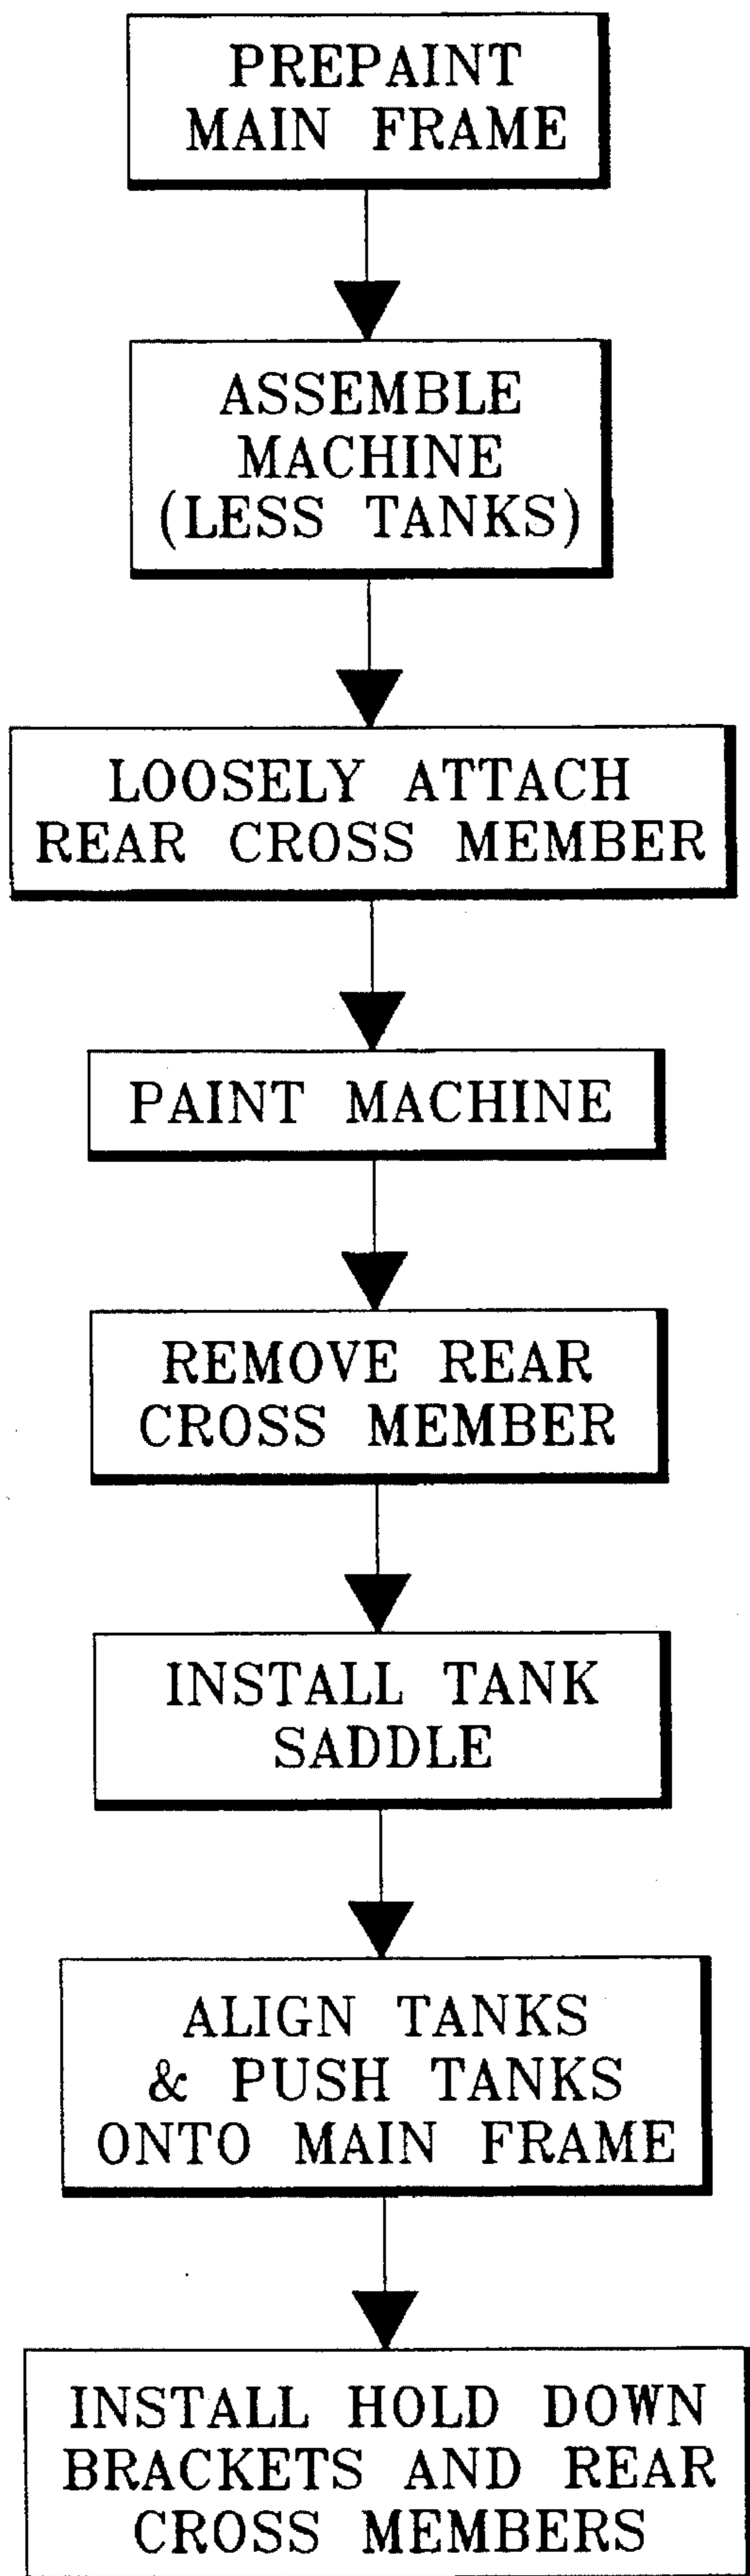 PREPAINT
MAIN FRAME
ASSEMBLE
MACHINE
(LESS TANKS)
LOOSELY ATTACH
REAR CROSS MEMBER
PAINT MACHINE
REMOVE REAR
CROSS MEMBER
INSTALL TANK
SADDLE
ALIGN TANKS
& PUSH TANKS
ONTO MAIN FRAME
INSTALL HOLD DOWN
BRACKETS AND REAR
CROSS MEMBERS